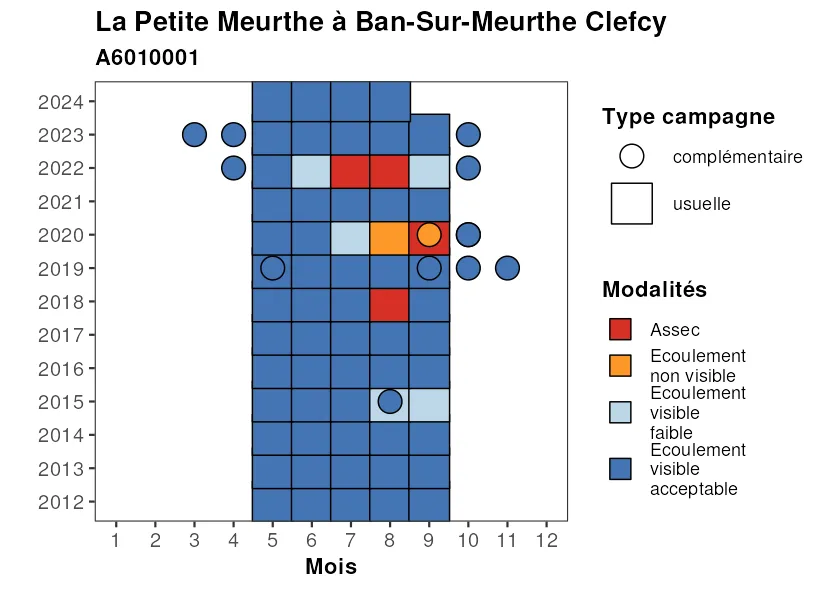 La Petite Meurthe à Ban-Sur-Meurthe Clefcy
A6010001
2024
2023
2022
2021
2020
2019
2018
2017
2016
2015
2014
2013
2012
1 2 3 4 5 6 7 8 9 10 11 12
Mois
Type campagne
complémentaire
usuelle
Modalités
Assec
Ecoulement
non visible
Ecoulement
visible
faible
Ecoulement
visible
acceptable